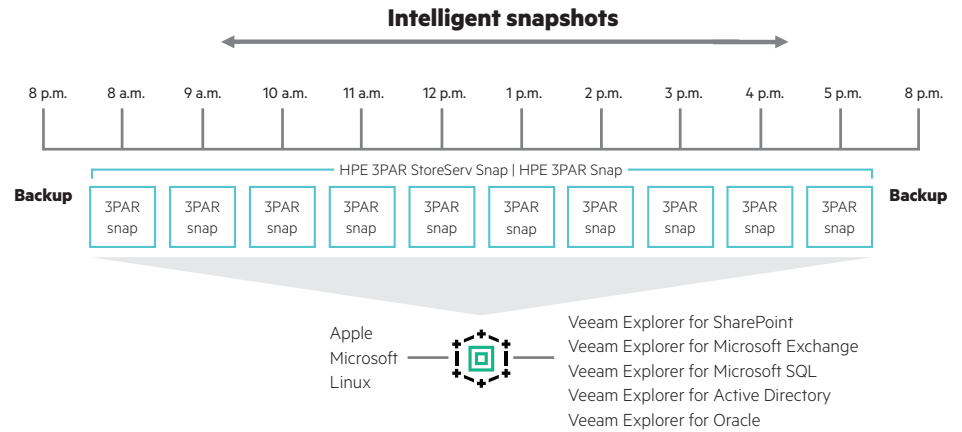 Intelligent snapshots
8 p.m. 8 a.m. 9 a.m. 10 a.m. 11 a.m. 12 p.m. 1 p.m. 2 p.m. 3 p.m. 4 p.m. 5 p.m. 8 p.m.
HPE 3PAR StoreServ Snap | HPE 3PAR Snap
Backup
3PAR snap
3PAR snap
3PAR snap
3PAR snap
3PAR snap
3PAR snap
3PAR snap
3PAR snap
3PAR snap
3PAR snap
Backup
Apple
Microsoft
Linux
Veeam Explorer for SharePoint
Veeam Explorer for Microsoft Exchange
Veeam Explorer for Microsoft SQL
Veeam Explorer for Active Directory
Veeam Explorer for Oracle